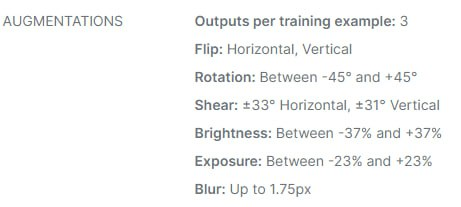 AUGMENTATIONS
Outputs per training example: 3
Flip: Horizontal, Vertical
Rotation: Between -45° and +45°
Shear: ±33° Horizontal, ±31° Vertical
Brightness: Between -37% and +37%
Exposure: Between -23% and +23%
Blur: Up to 1.75px